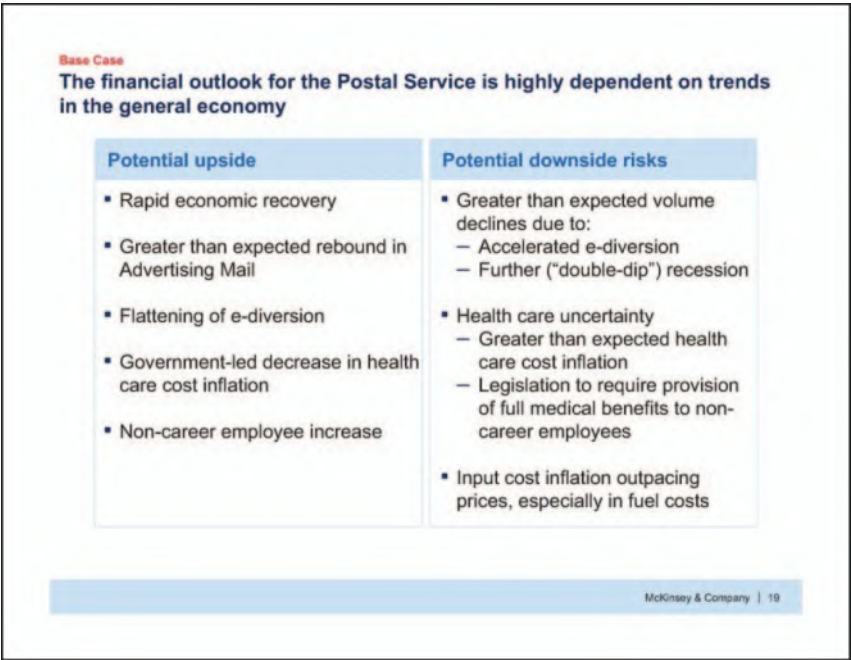 Base Case
The financial outlook for the Postal Service is highly dependent on trends
in the general economy
Potential upside
▪ Rapid economic recovery
▪ Greater than expected rebound in
Advertising Mail
▪ Flattening of e-diversion
▪ Government-led decrease in health
care cost inflation
▪ Non-career employee increase
Potential downside risks
▪ Greater than expected volume
declines due to:
– Accelerated e-diversion
– Further (“double-dip”) recession
▪ Health care uncertainty
– Greater than expected health
care cost inflation
– Legislation to require provision
of full medical benefits to non-
career employees
▪ Input cost inflation outpacing
prices, especially in fuel costs
McKinsey & Company | 19